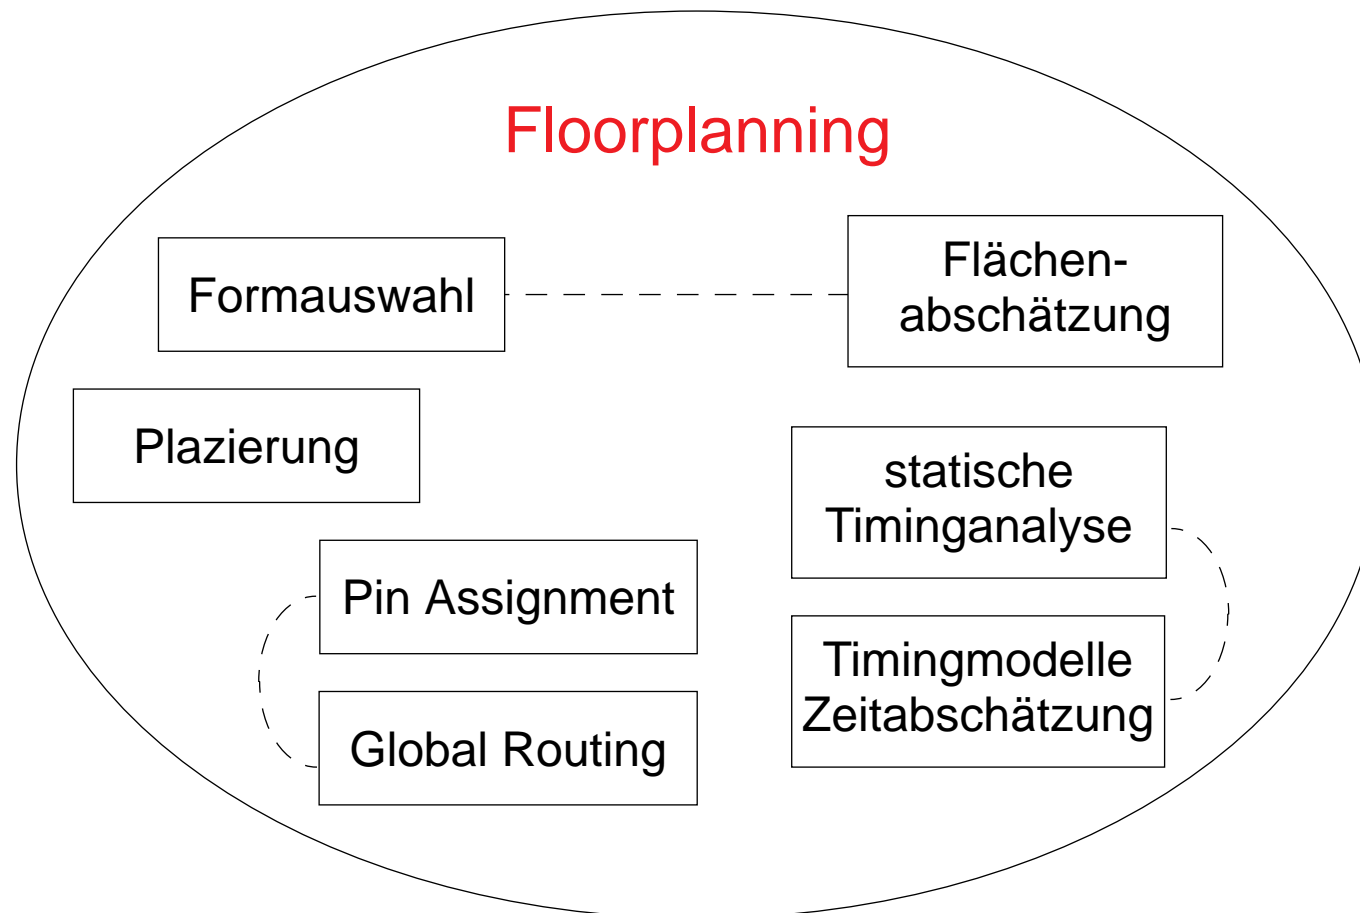 Floorplanning
Formauswahl
Flächen-
abschätzung
Plazierung
statische
Timinganalyse
Pin Assignment
Timingmodelle
Zeitabschätzung
Global Routing